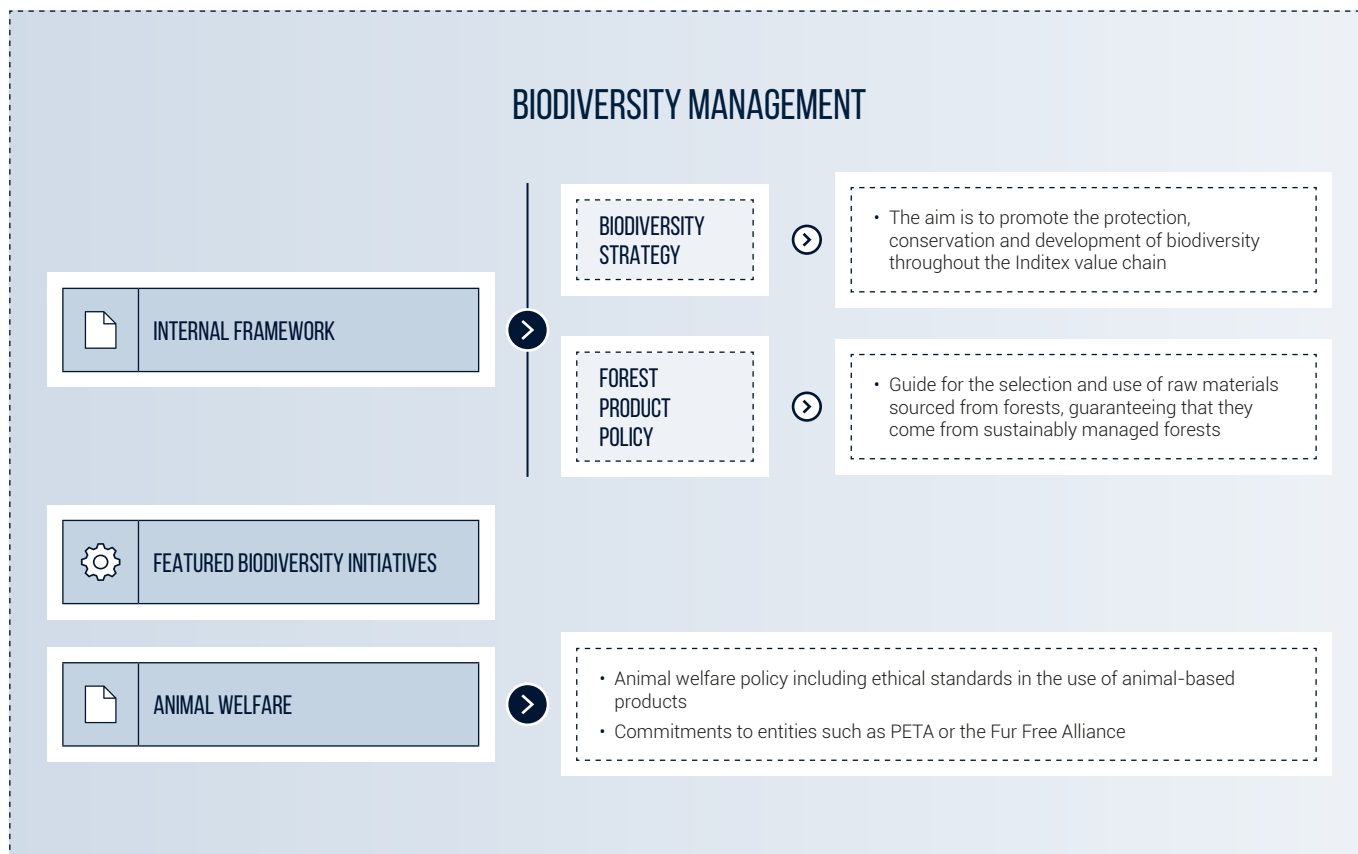 BIODIVERSITY MANAGEMENT
INTERNAL FRAMEWORK
BIODIVERSITY
STRATEGY
• The aim is to promote the protection,
conservation and development of biodiversity
throughout the Inditex value chain
FOREST
PRODUCT
POLICY
• Guide for the selection and use of raw materials
sourced from forests, guaranteeing that they
come from sustainably managed forests
FEATURED BIODIVERSITY INITIATIVES
ANIMAL WELFARE
• Animal welfare policy including ethical standards in the use of animal-based
products
• Commitments to entities such as PETA or the Fur Free Alliance